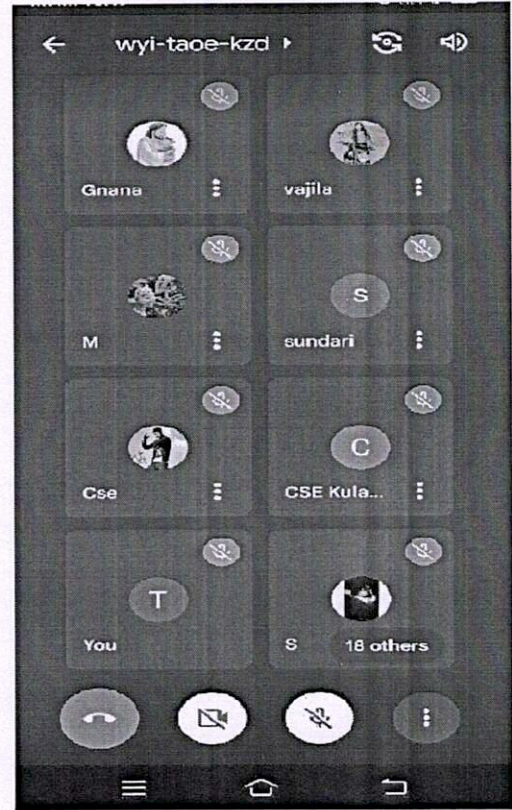 wyi-taoe-kzd
Gnana
vajila
M
S
sundari
Cse
C
CSE Kula...
T
You
S
18 others